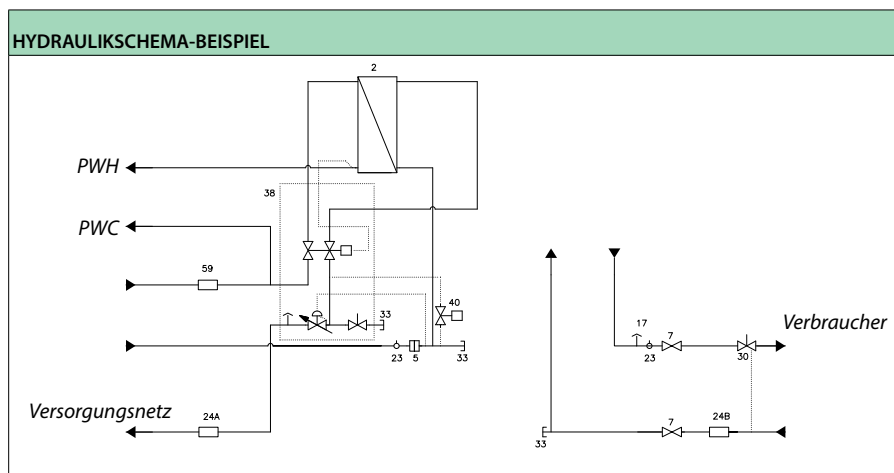 HYDRAULIKSCHEMA-BEISPIEL
2
PWH
38
PWC
59
40
33
17
7
Verbraucher
23
5
33
23
30
Versorgungsnetz
24A
7
24B
33